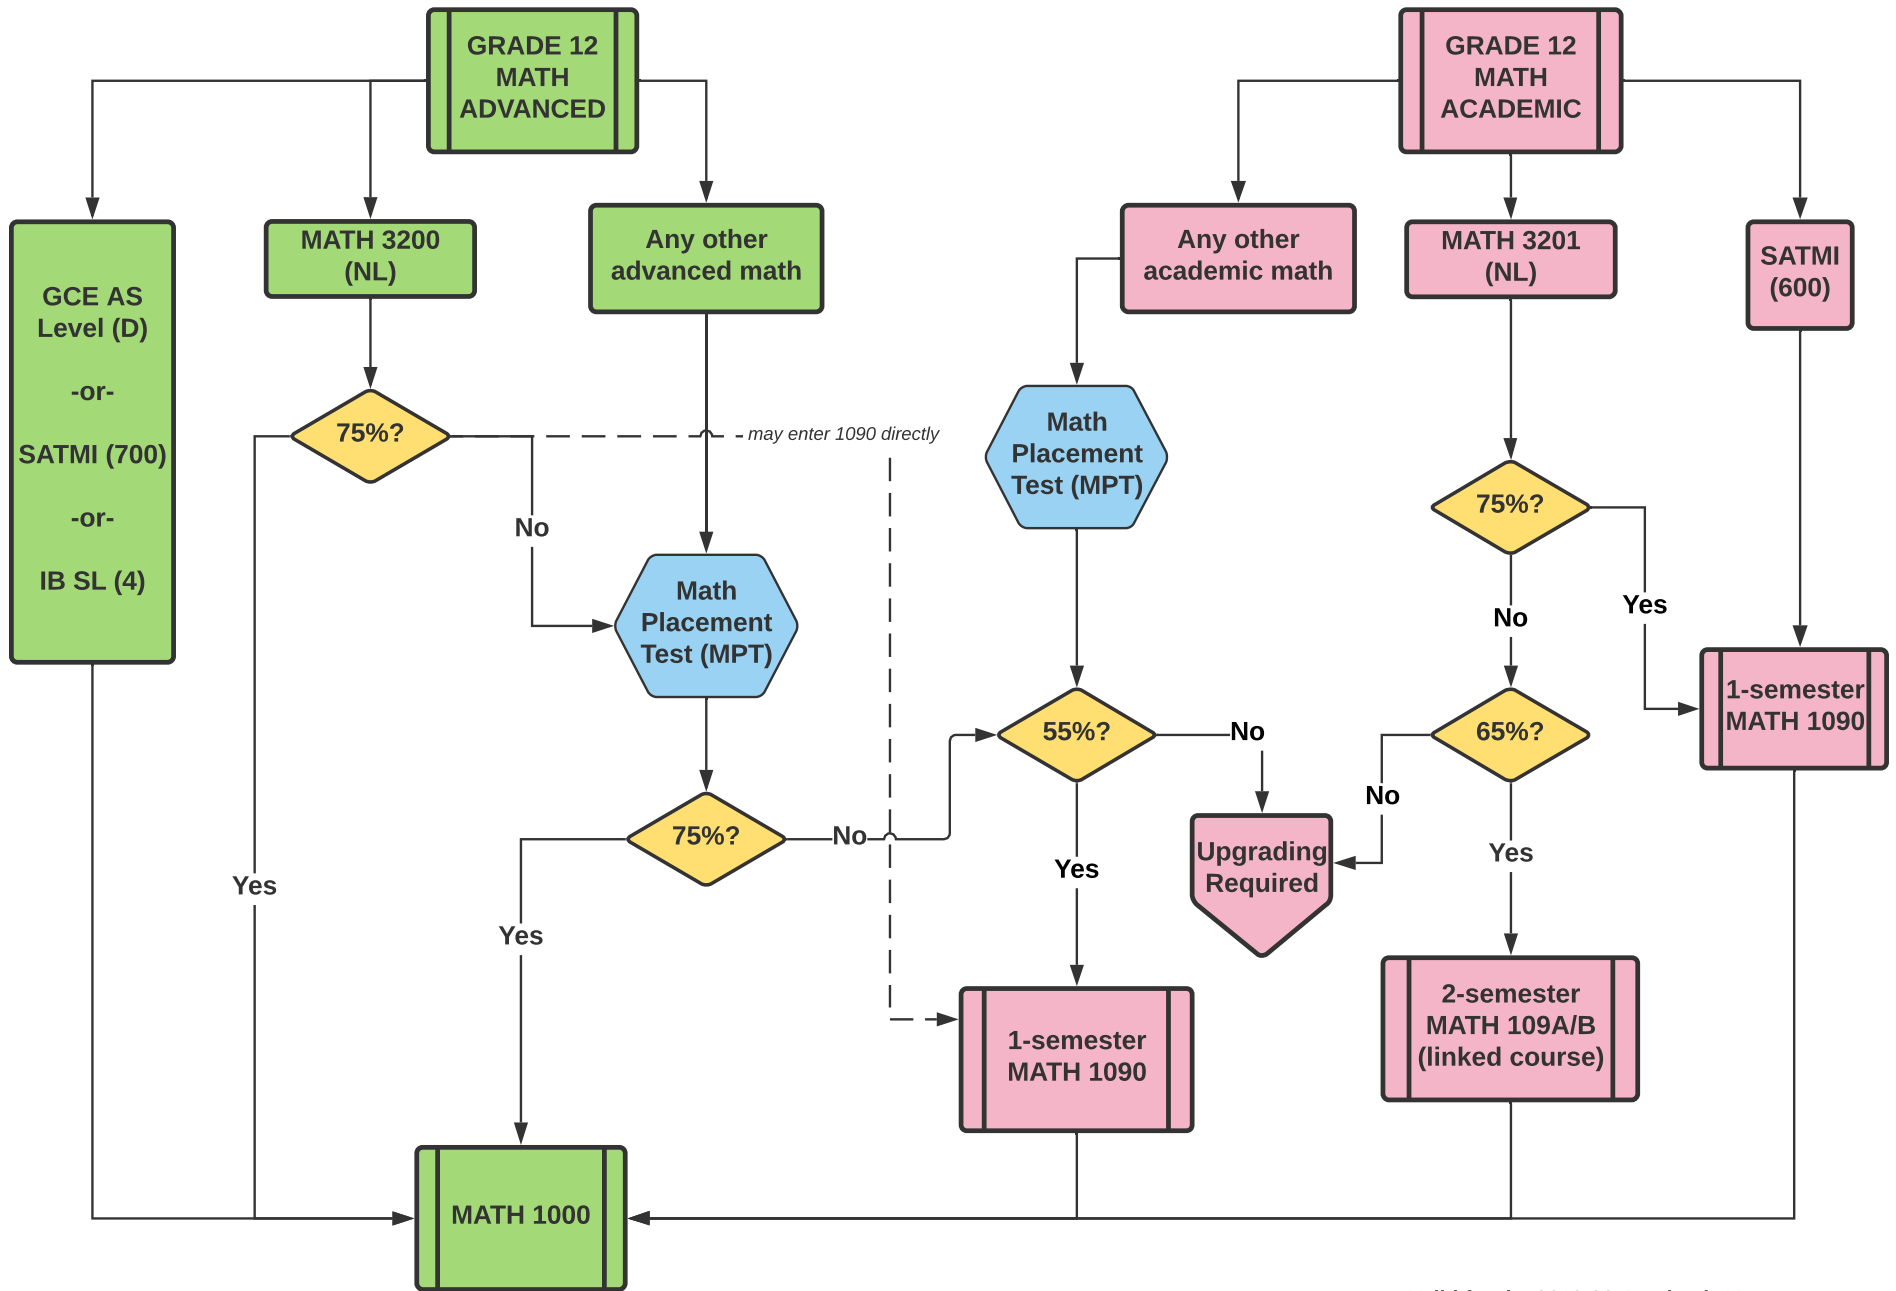 GRADE 12
MATH
ADVANCED
GRADE 12
MATH
ACADEMIC
GCE AS
Level (D)
-or-
SATMI (700)
-or-
IB SL (4)
MATH 3200
(NL)
Any other
advanced math
Any other
academic math
MATH 3201
(NL)
SATMI
(600)
75%?
may enter 1090 directly
Math
Placement
Test (MPT)
75%?
No
Math
Placement
Test (MPT)
No
Yes
1-semester
MATH 1090
55%?
No
65%?
No
75%?
No
Yes
Upgrading
Required
Yes
Yes
Yes
2-semester
MATH 109A/B
(linked course)
1-semester
MATH 1090
MATH 1000